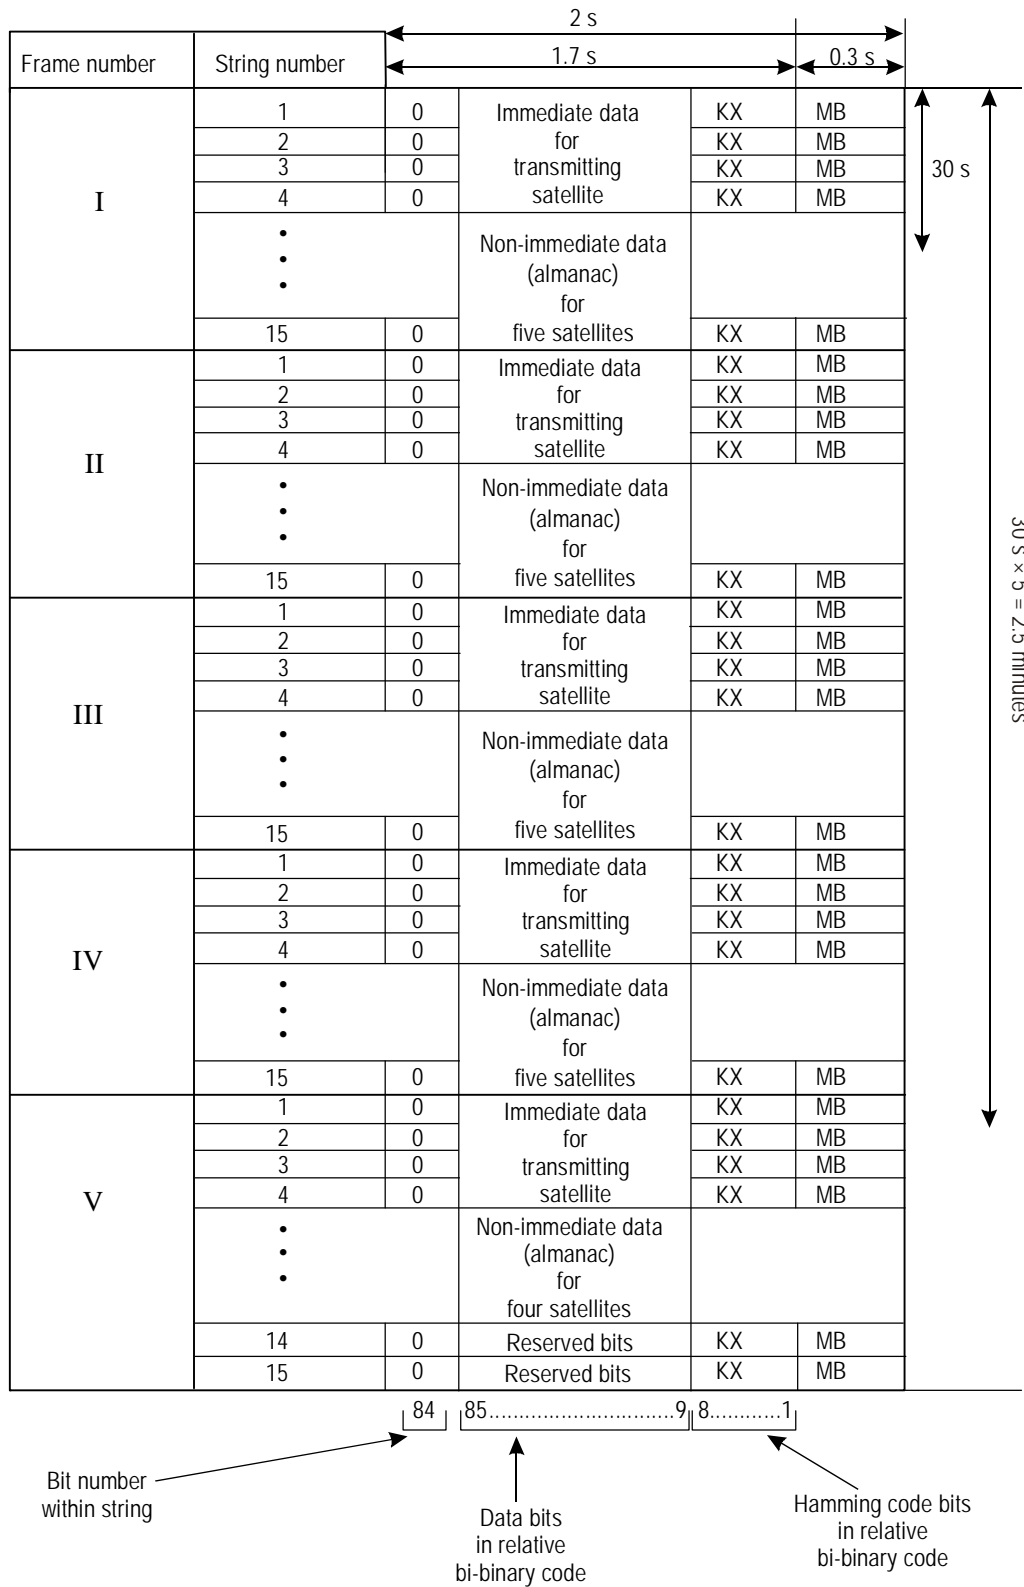 2 s
1.7 s 0.3 s
Frame number String number
1 0 Immediate data KX MB
2 0 for KX MB
3 0 transmitting KX MB
4 0 satellite KX MB
30 s
I
Non-immediate data
(almanac)
for
15 0 five satellites KX MB
1 0 Immediate data KX MB
2 0 for KX MB
3 0 transmitting KX MB
4 0 satellite KX MB
II
Non-immediate data
(almanac)
for
15 0 five satellites KX MB
30 s × 5 = 2.5 minutes
1 0 Immediate data KX MB
2 0 for KX MB
3 0 transmitting KX MB
4 0 satellite KX MB
III
Non-immediate data
(almanac)
for
15 0 five satellites KX MB
1 0 Immediate data KX MB
2 0 for KX MB
3 0 transmitting KX MB
4 0 satellite KX MB
IV
Non-immediate data
(almanac)
for
15 0 five satellites KX MB
1 0 Immediate data KX MB
2 0 for KX MB
3 0 transmitting KX MB
4 0 satellite KX MB
V
Non-immediate data
(almanac)
for
four satellites
14 0 Reserved bits KX MB
15 0 Reserved bits KX MB
84 85..............................9 8............1
Bit number
within string
Data bits
in relative
bi-binary code
Hamming code bits
in relative
bi-binary code